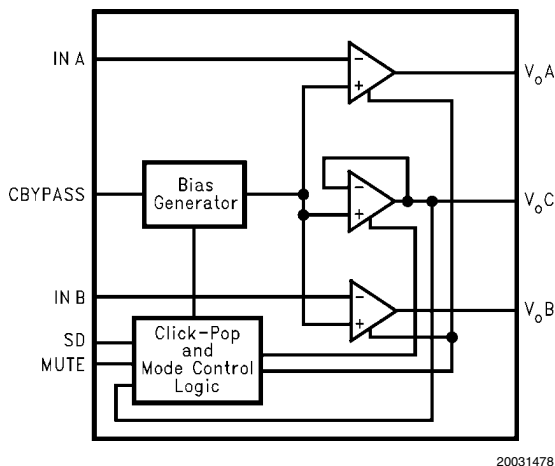 IN A
VoA
−
+
CBYPASS
Bias
Generator
−
+
VoC
IN B
−
+
VoB
SD
MUTE
Click-Pop
and
Mode Control
Logic
20031478